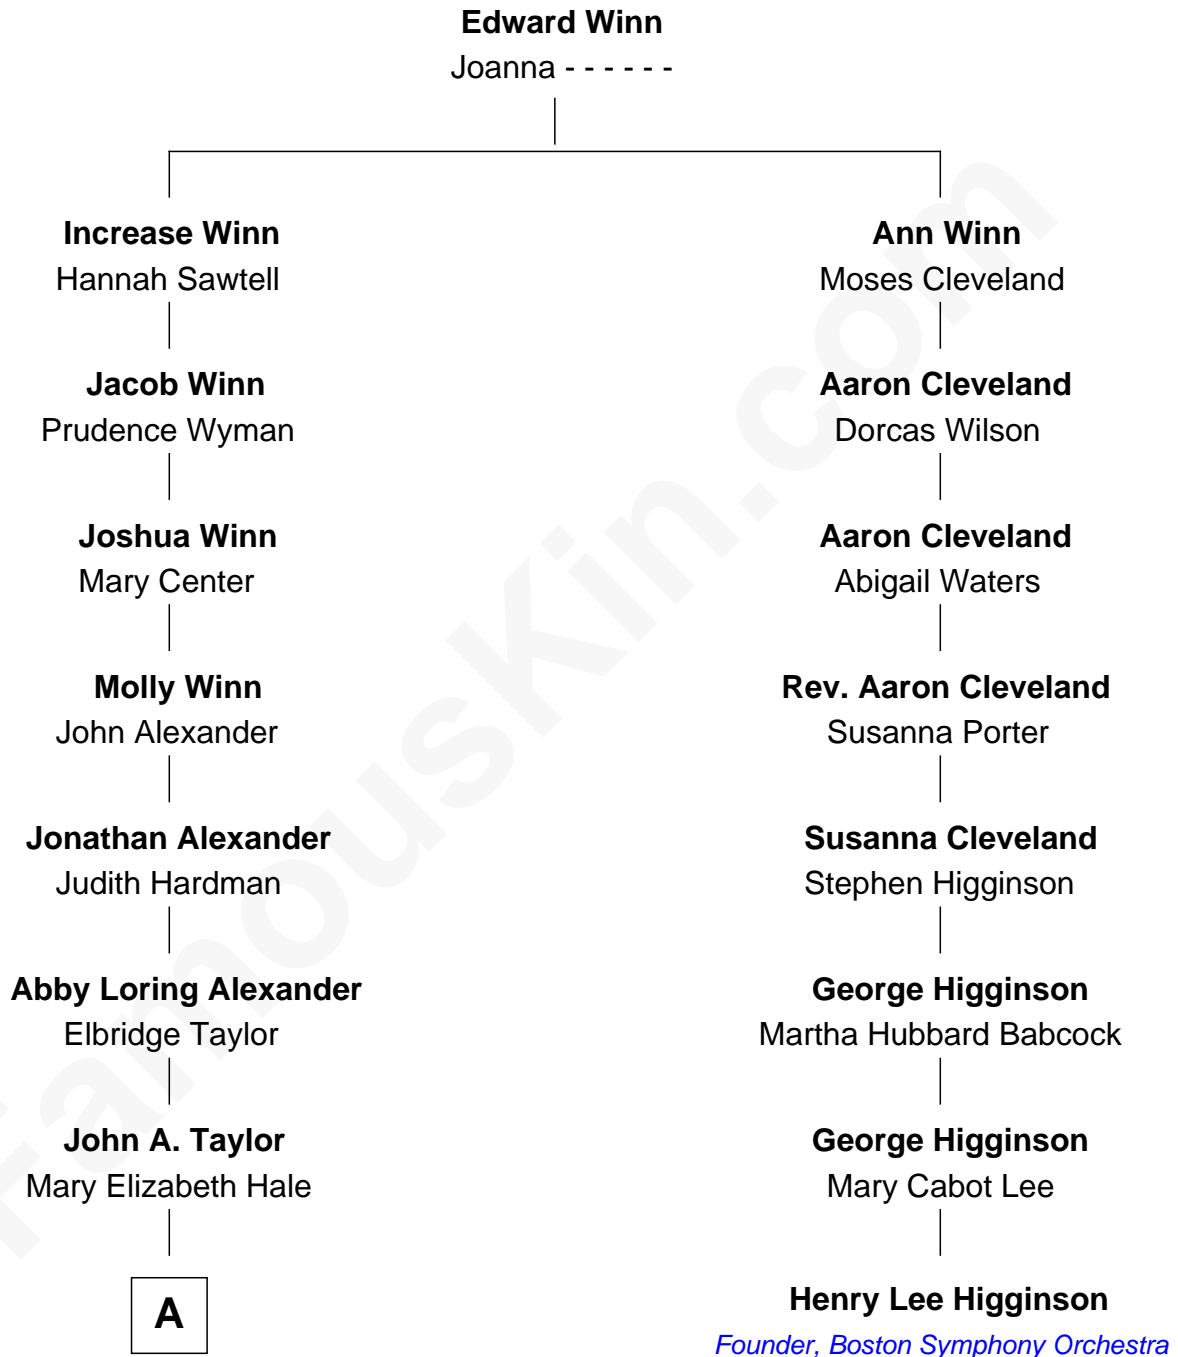 Edward Winn
Joanna - - - - - -
Increase Winn
Hannah Sawtell
Ann Winn
Moses Cleveland
Jacob Winn
Prudence Wyman
Aaron Cleveland
Dorcas Wilson
Joshua Winn
Mary Center
Aaron Cleveland
Abigail Waters
Molly Winn
John Alexander
Rev. Aaron Cleveland
Susanna Porter
Jonathan Alexander
Judith Hardman
Susanna Cleveland
Stephen Higginson
Abby Loring Alexander
Elbridge Taylor
George Higginson
Martha Hubbard Babcock
John A. Taylor
Mary Elizabeth Hale
George Higginson
Mary Cabot Lee
A
Henry Lee Higginson
Founder, Boston Symphony Orchestra
FamousKin.com